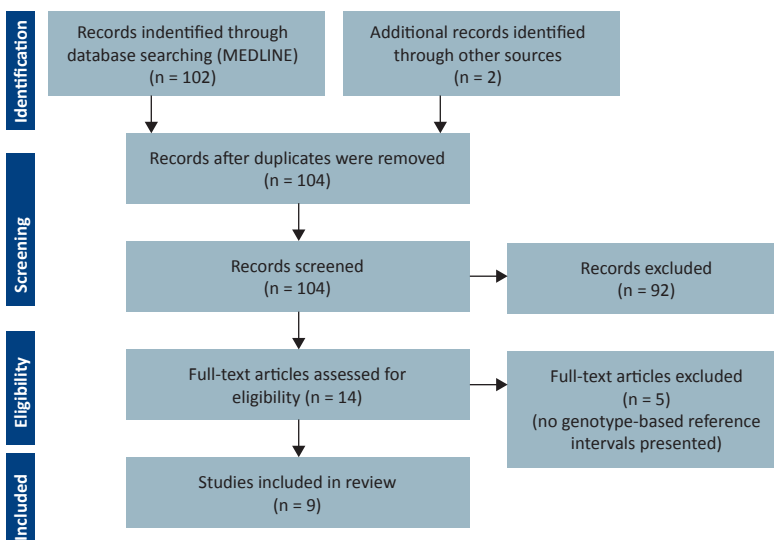 Identification
Records indentified through
database searching (MEDLINE)
(n = 102)
Additional records identified
through other sources
(n = 2)
Records after duplicates were removed
(n = 104)
Screening
Records screened
(n = 104)
Records excluded
(n = 92)
Eligibility
Full-text articles assessed for
eligibility (n = 14)
Full-text articles excluded
(n = 5)
(no genotype-based reference
intervals presented)
Included
Studies included in review
(n = 9)